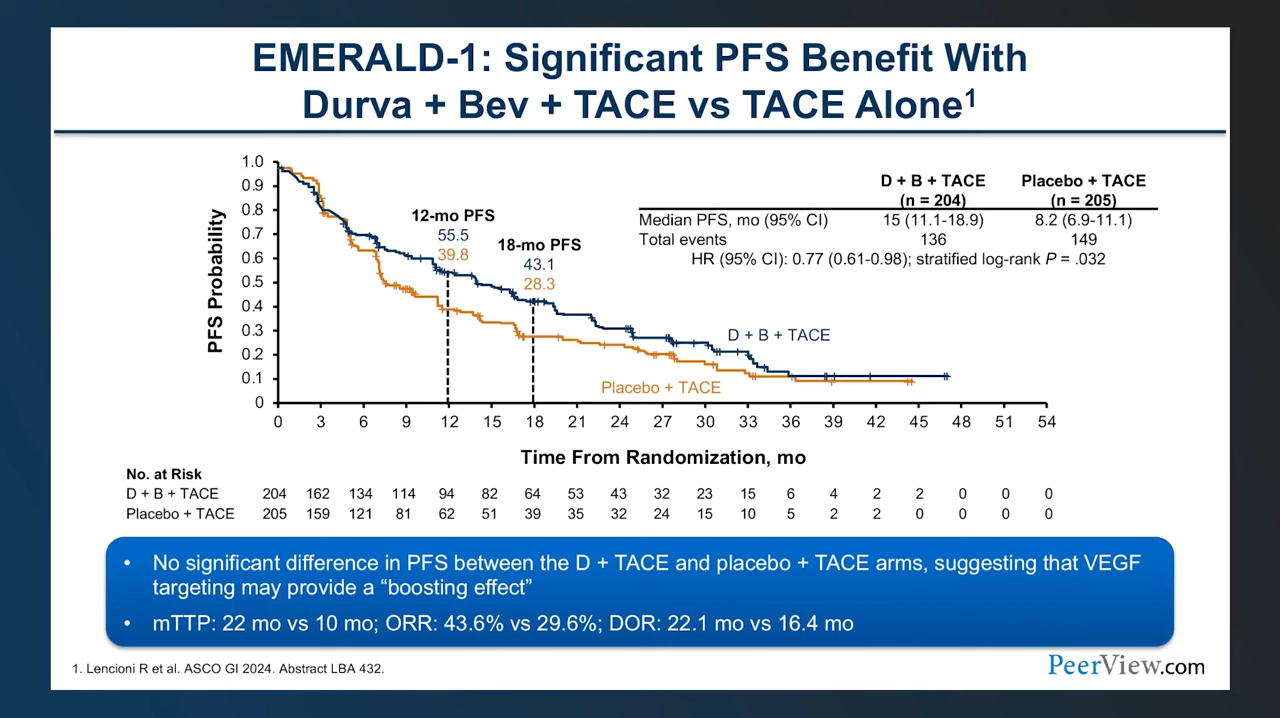 EMERALD-1: Significant PFS Benefit With
Durva + Bev + TACE vs TACE Alone1
PFS Probability
1.0
0.9
0.8
0.7
0.6
0.5
0.4
0.3
0.2
0.1
0
12-mo PFS
55.5
39.8
18-mo PFS
43.1
28.3
D + B + TACE
Placebo + TACE
D + B + TACE (n = 204) Placebo + TACE (n = 205)
Median PFS, mo (95% CI) 15 (11.1-18.9) 8.2 (6.9-11.1)
Total events 136 149
HR (95% CI): 0.77 (0.61-0.98); stratified log-rank P = .032
0 3 6 9 12 15 18 21 24 27 30 33 36 39 42 45 48 51 54
Time From Randomization, mo
No. at Risk
D + B + TACE 204 162 134 114 94 82 64 53 43 32 23 15 6 4 2 2 0 0 0
Placebo + TACE 205 159 121 81 62 51 39 35 32 24 15 10 5 2 2 0 0 0 0
• No significant difference in PFS between the D + TACE and placebo + TACE arms, suggesting that VEGF
targeting may provide a “boosting effect”
• mTTP: 22 mo vs 10 mo; ORR: 43.6% vs 29.6%; DOR: 22.1 mo vs 16.4 mo
1. Lencioni R et al. ASCO GI 2024. Abstract LBA 432.
PeerView.com